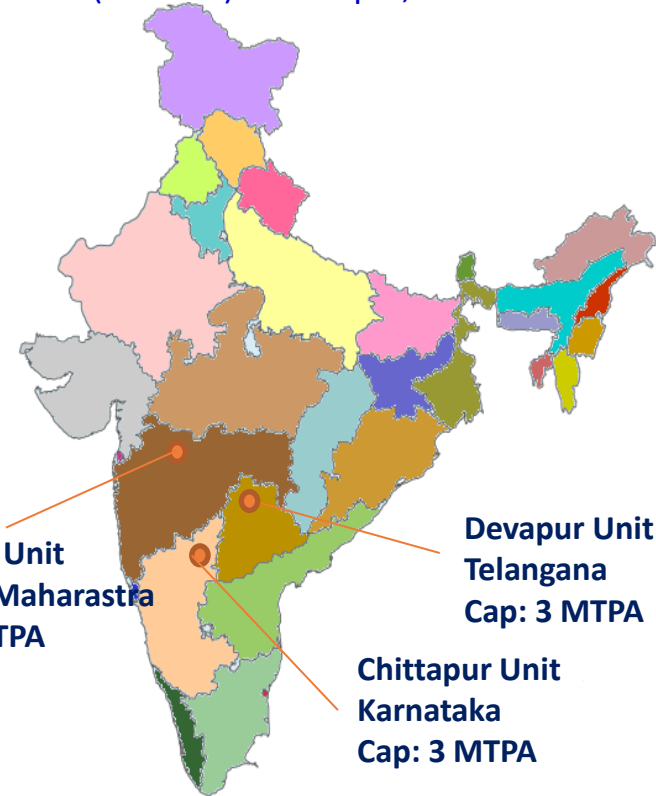 Unit
Maharastra
TPA
Devapur Unit
Telangana
Cap: 3 MTPA
Chittapur Unit
Karnataka
Cap: 3 MTPA